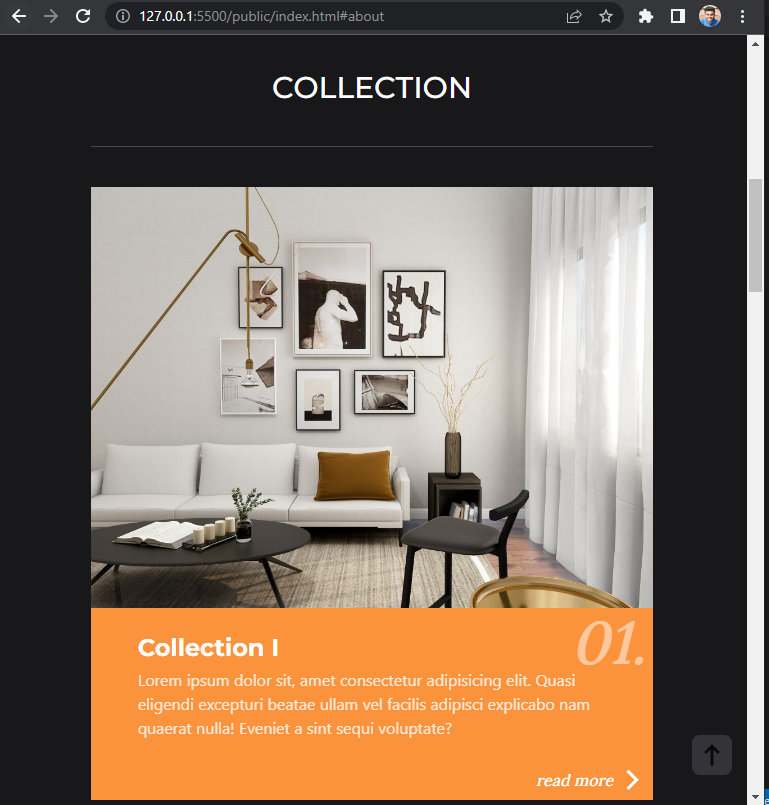 127.0.0.1:5500/public/index.html#about
COLLECTION
01.
Collection I
Lorem ipsum dolor sit, amet consectetur adipisicing elit. Quasi
eligendi excepturi beatae ullam vel facilis adipisci explicabo nam
quaerat nulla! Eveniet a sint sequi voluptate?
read more